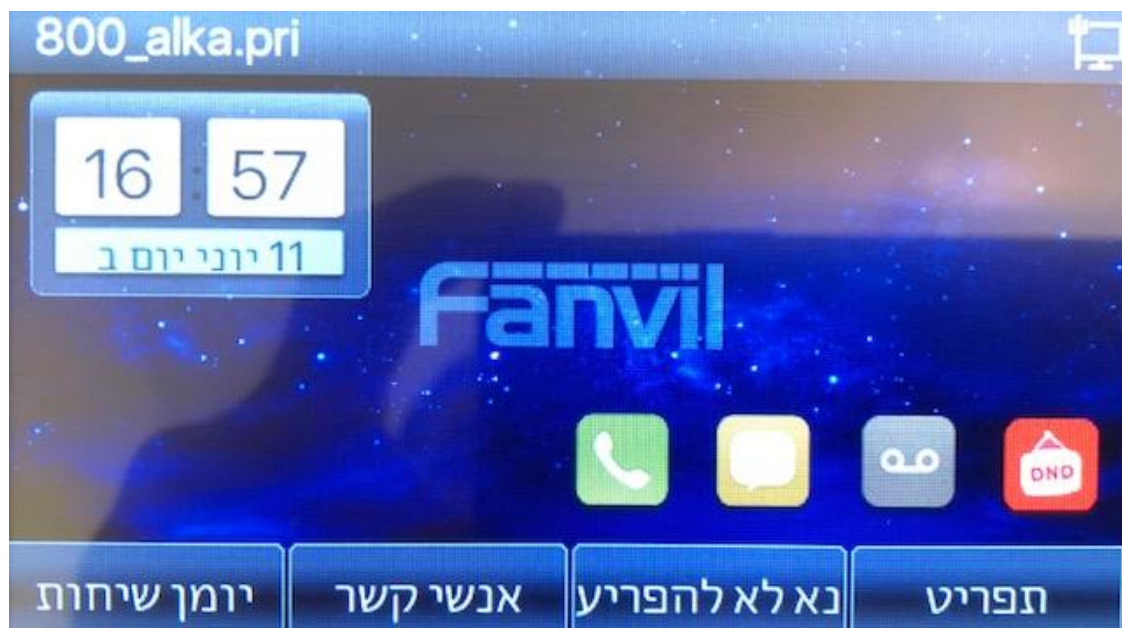 800_alka.pri
16:57
11 יוני יום ב
Fanvil
DND
תפריט נא לא להפריע אנשי קשר יומן שיחות